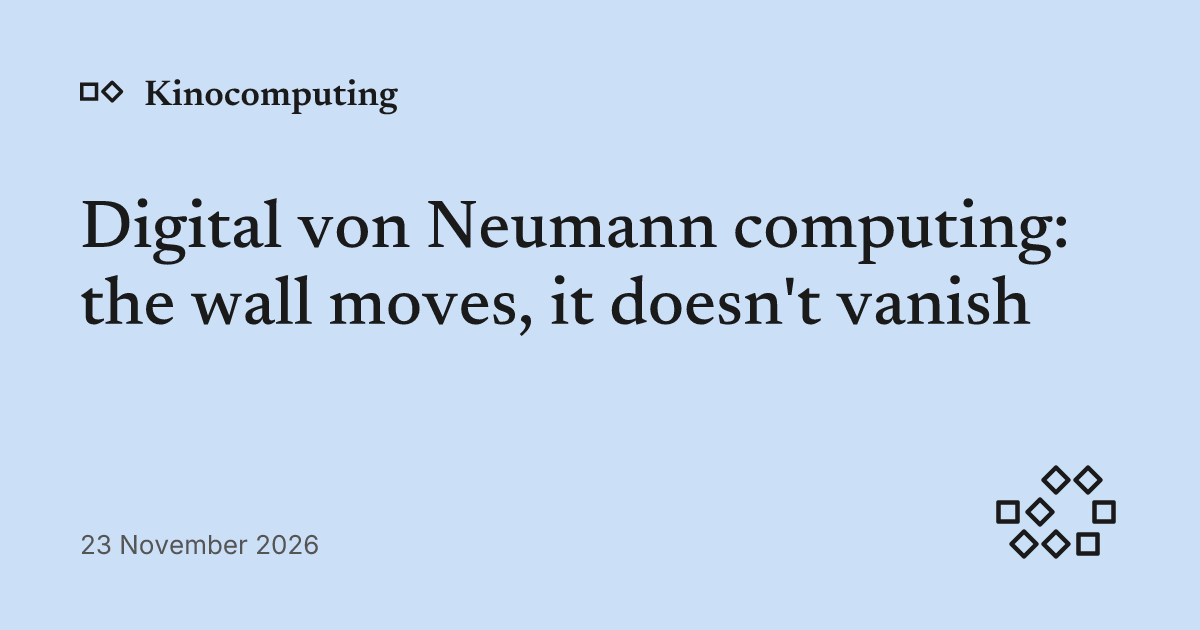 Kinocomputing
Digital von Neumann computing:
the wall moves, it doesn't vanish
23 November 2026